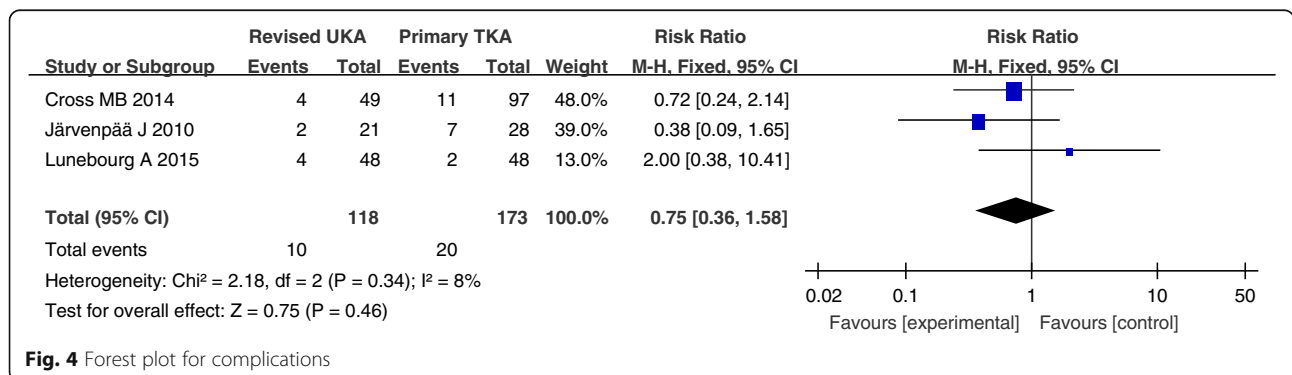 Revised UKA Primary TKA Risk Ratio Risk Ratio
Study or Subgroup Events Total Events Total Weight M-H, Fixed, 95% CI M-H, Fixed, 95% CI
Cross MB 2014 4 49 11 97 48.0% 0.72 [0.24, 2.14]
Järvenpää J 2010 2 21 7 28 39.0% 0.38 [0.09, 1.65]
Lunebourg A 2015 4 48 2 48 13.0% 2.00 [0.38, 10.41]
Total (95% CI) 118 173 100.0% 0.75 [0.36, 1.58]
Total events 10 20
Heterogeneity: Chi² = 2.18, df = 2 (P = 0.34); I² = 8%
Test for overall effect: Z = 0.75 (P = 0.46)
0.02 0.1 1 10 50
Favours [experimental] Favours [control]
Fig. 4 Forest plot for complications